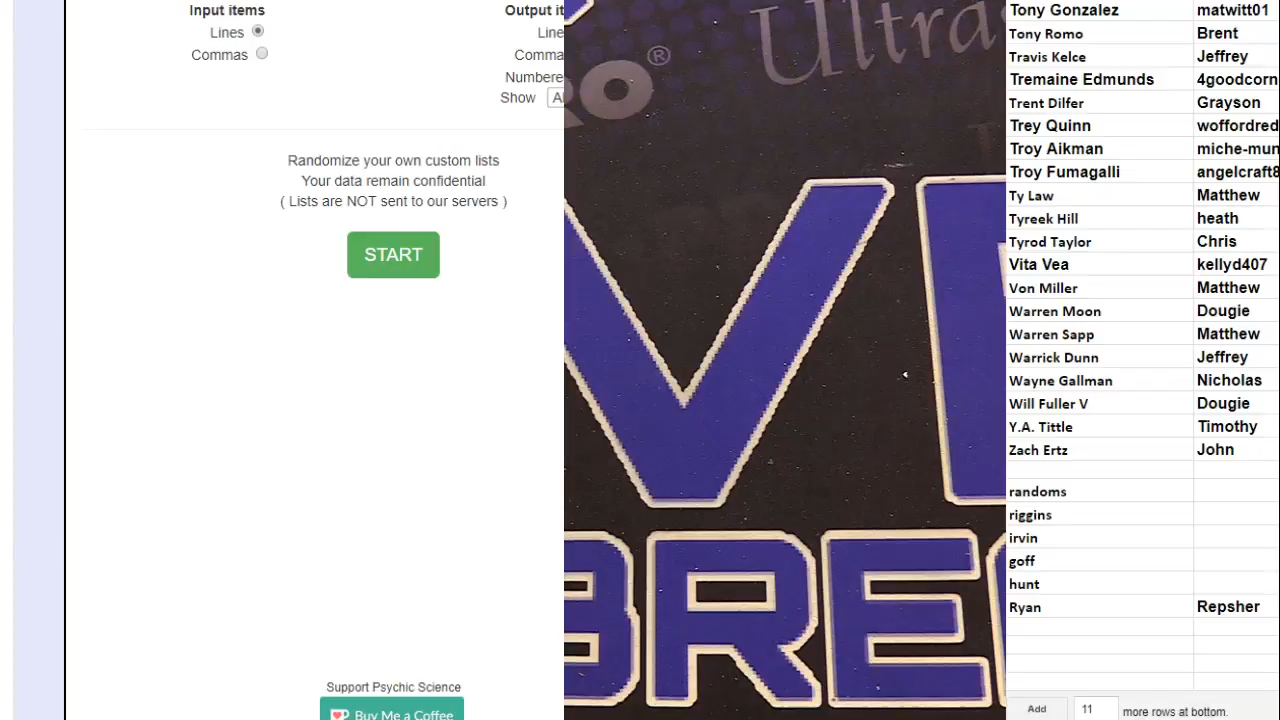 Input items
Lines
Commas
Output it
Line
Comma
Numbere
Show
Randomize your own custom lists
Your data remain confidential
( Lists are NOT sent to our servers )
START
Support Psychic Science
Buy Me a Coffee
RO®
Ultra
V
BRE
Tony Gonzalez matwitt01
Tony Romo Brent
Travis Kelce Jeffrey
Tremaine Edmunds 4goodcorn
Trent Dilfer Grayson
Trey Quinn woffordred
Troy Aikman miche-mun
Troy Fumagalli angelcraft8
Ty Law Matthew
Tyreek Hill heath
Tyrod Taylor Chris
Vita Vea kellyd407
Von Miller Matthew
Warren Moon Dougie
Warren Sapp Matthew
Warrick Dunn Jeffrey
Wayne Gallman Nicholas
Will Fuller V Dougie
Y.A. Tittle Timothy
Zach Ertz John
randoms
riggins
irvin
goff
hunt
Ryan Repsher
Add 11 more rows at bottom.